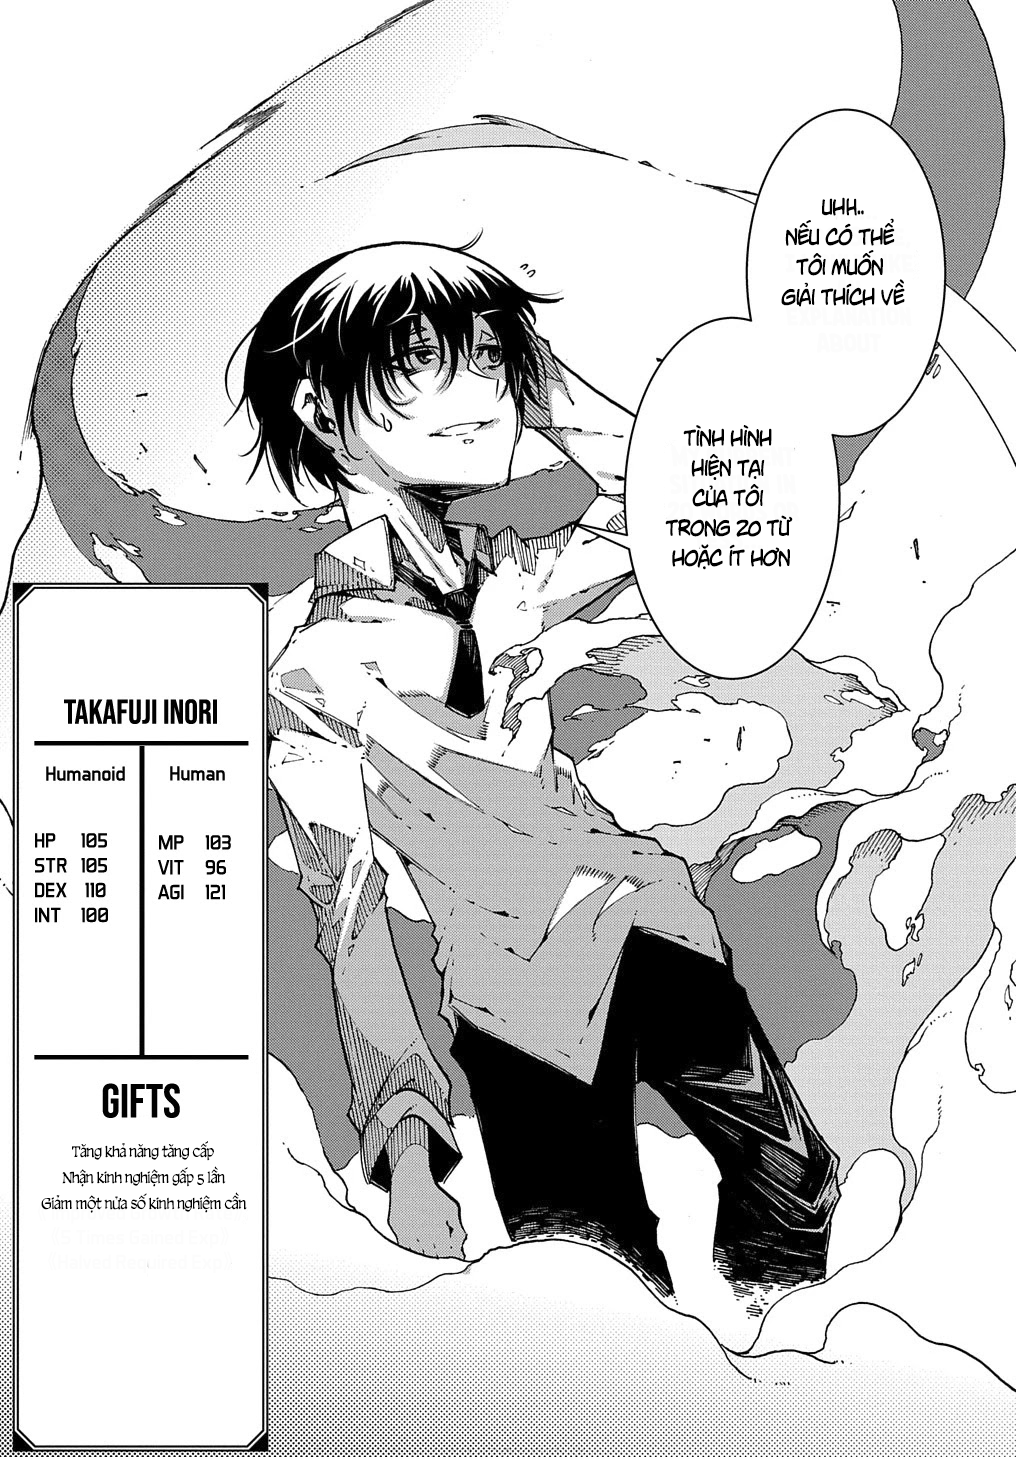 UHH..
NẾU CÓ THỂ
TÔI MUỐN
GIẢI THÍCH VỀ
TÌNH HÌNH
HIỆN TẠI
CỦA TÔI
TRONG 20 TỪ
HOẶC ÍT HƠN
TAKAFUJI INORI
Humanoid
Human
HP 105
STR 105
DEX 110
INT 100
MP 103
VIT 96
AGI 121
GIFTS
Tăng khả năng tăng cấp
Nhận kinh nghiệm gấp 5 lần
Giảm một nửa số kinh nghiệm cần